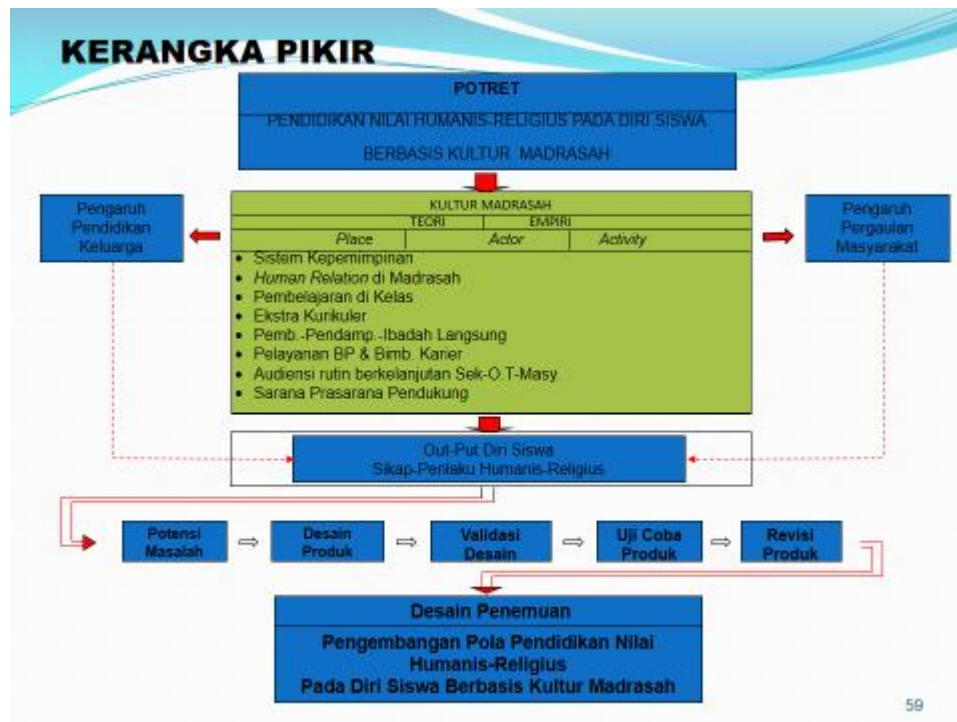 KERANGKA PIKIR
POTRET
PENDIDIKAN NILAI HUMANIS-RELIGIUS PADA DIRI SISWA
BERBASIS KULTUR MADRASAH
Pengaruh
Pendidikan
Keluarga
KULTUR MADRASAH
TEORI EMPIRI
Place Actor Activity
• Sistem Kepemimpinan
• Human Relation di Madrasah
• Pembelajaran di Kelas
• Ekstra Kurikuler
• Pemb.-Pendamp.-Ibadah Langsung
• Pelayanan BP & Bimb. Karier
• Audiensi rutin berkelanjutan Sek-O.T-Masy.
• Sarana Prasarana Pendukung
Pengaruh
Pergaulan
Masyarakat
Out-Put Diri Siswa
Sikap-Perilaku Humanis-Religius
Potensi
Masalah
Desain
Produk
Validasi
Desain
Uji Coba
Produk
Revisi
Produk
Desain Penemuan
Pengembangan Pola Pendidikan Nilai
Humanis-Religius
Pada Diri Siswa Berbasis Kultur Madrasah
59